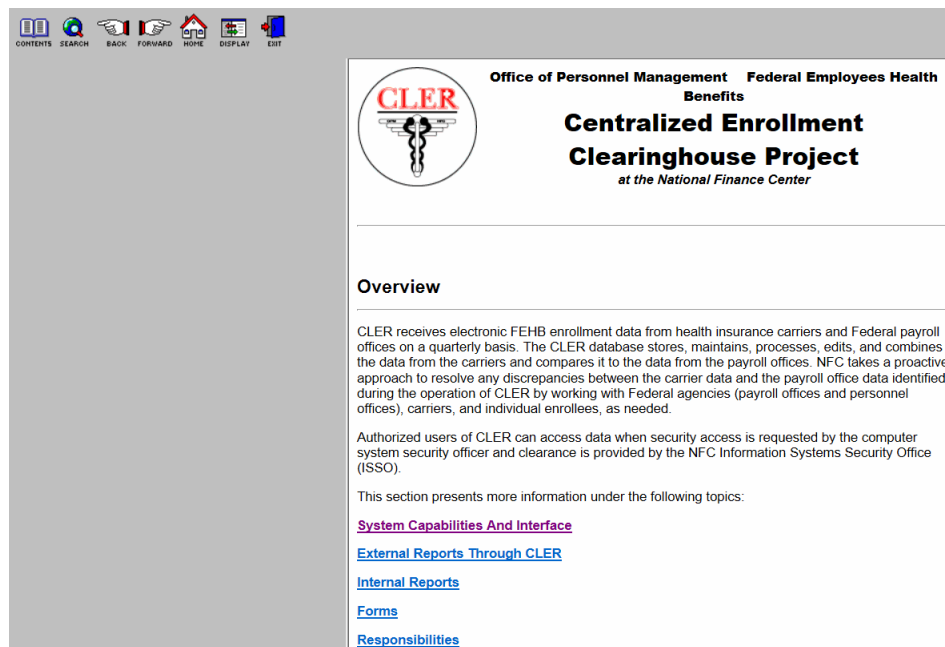 CONTENTS SEARCH BACK FORWARD HOME DISPLAY EXIT
CLER
Office of Personnel Management Federal Employees Health
Benefits
Centralized Enrollment
Clearinghouse Project
at the National Finance Center
Overview
CLER receives electronic FEHB enrollment data from health insurance carriers and Federal payroll
offices on a quarterly basis. The CLER database stores, maintains, processes, edits, and combines
the data from the carriers and compares it to the data from the payroll offices. NFC takes a proactive
approach to resolve any discrepancies between the carrier data and the payroll office data identified
during the operation of CLER by working with Federal agencies (payroll offices and personnel
offices), carriers, and individual enrollees, as needed.
Authorized users of CLER can access data when security access is requested by the computer
system security officer and clearance is provided by the NFC Information Systems Security Office
(ISSO).
This section presents more information under the following topics:
System Capabilities And Interface
External Reports Through CLER
Internal Reports
Forms
Responsibilities